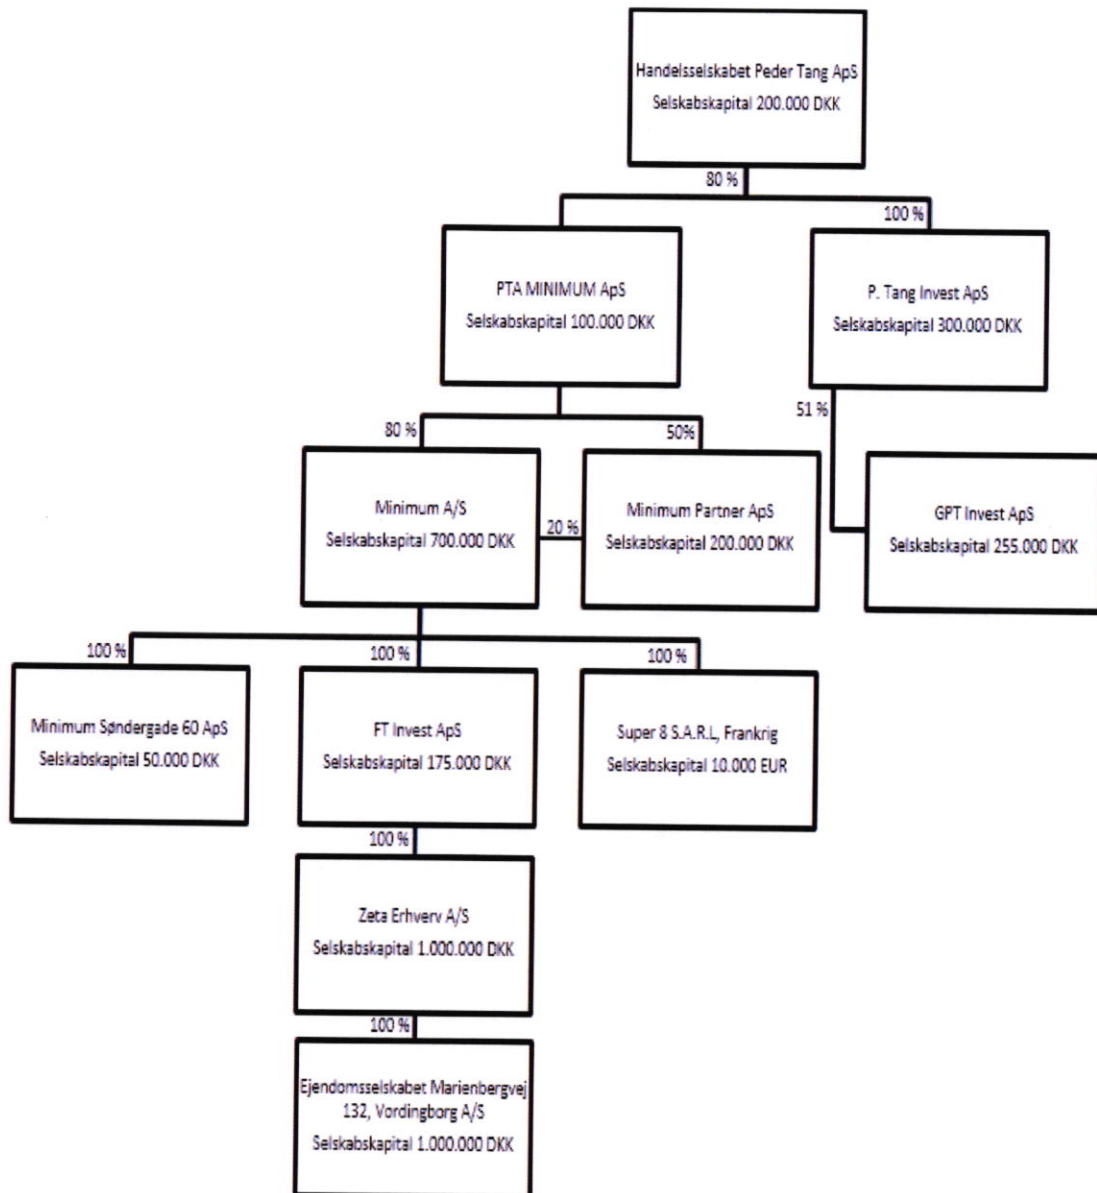 Handelsselskabet Peder Tang ApS
Selskabskapital 200.000 DKK
80 %
100 %
PTA MINIMUM ApS
Selskabskapital 100.000 DKK
P. Tang Invest ApS
Selskabskapital 300.000 DKK
80 %
50%
51 %
Minimum A/S
Selskabskapital 700.000 DKK
20 %
Minimum Partner ApS
Selskabskapital 200.000 DKK
GPT Invest ApS
Selskabskapital 255.000 DKK
100 %
100 %
100 %
Minimum Søndergade 60 ApS
Selskabskapital 50.000 DKK
FT Invest ApS
Selskabskapital 175.000 DKK
Super 8 S.A.R.L, Frankrig
Selskabskapital 10.000 EUR
100 %
Zeta Erhverv A/S
Selskabskapital 1.000.000 DKK
100 %
Ejendomsselskabet Marienbergvej
132, Vordingborg A/S
Selskabskapital 1.000.000 DKK